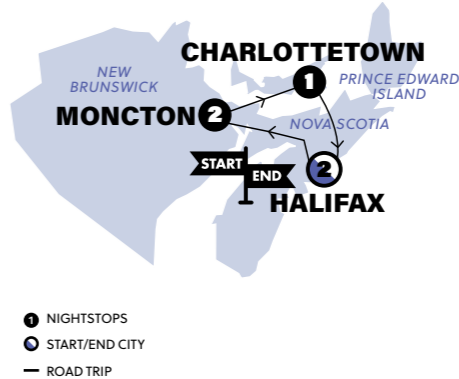 CHARLOTTETOWN
NEW
BRUNSWICK
1
PRINCE EDWARD
ISLAND
MONCTON 2
NOVA SCOTIA
START
END
2
HALIFAX
1 NIGHTSTOPS
START/END CITY
ROAD TRIP